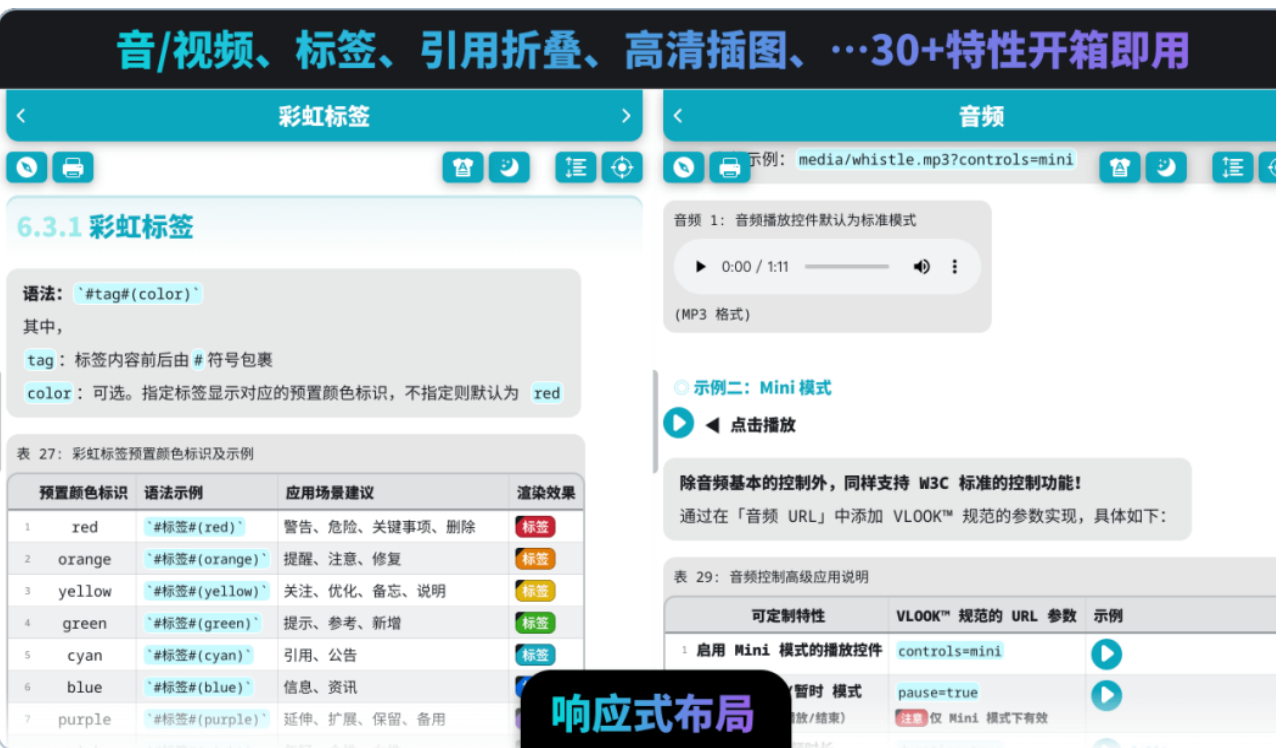 音/视频、标签、引用折叠、高清插图、…30+特性开箱即用
彩虹标签
6.3.1 彩虹标签
语法: `#tag#(color)`
其中,
tag: 标签内容前后由 # 符号包裹
color: 可选。指定标签显示对应的预置颜色标识，不指定则默认为 red
表 27: 彩虹标签预置颜色标识及示例
预置颜色标识 语法示例 应用场景建议 渲染效果
1 red `#标签#(red)` 警告、危险、关键事项、删除 标签
2 orange `#标签#(orange)` 提醒、注意、修复 标签
3 yellow `#标签#(yellow)` 关注、优化、备忘、说明 标签
4 green `#标签#(green)` 提示、参考、新增 标签
5 cyan `#标签#(cyan)` 引用、公告 标签
6 blue `#标签#(blue)` 信息、资讯
7 purple `#标签#(purple)` 延伸、扩展、保留、备用
音频
示例: media/whistle.mp3?controls=mini
音频 1: 音频播放控件默认为标准模式
0:00 / 1:11
(MP3 格式)
示例二: Mini 模式
点击播放
除音频基本的控制外，同样支持 W3C 标准的控制功能!
通过在「音频 URL」中添加 VLOOK™ 规范的参数实现，具体如下:
表 29: 音频控制高级应用说明
可定制特性 VLOOK™ 规范的 URL 参数 示例
1 启用 Mini 模式的播放控件 controls=mini
/暂时 模式 pause=true
放/结束) 注意 仅 Mini 模式下有效
响应式布局